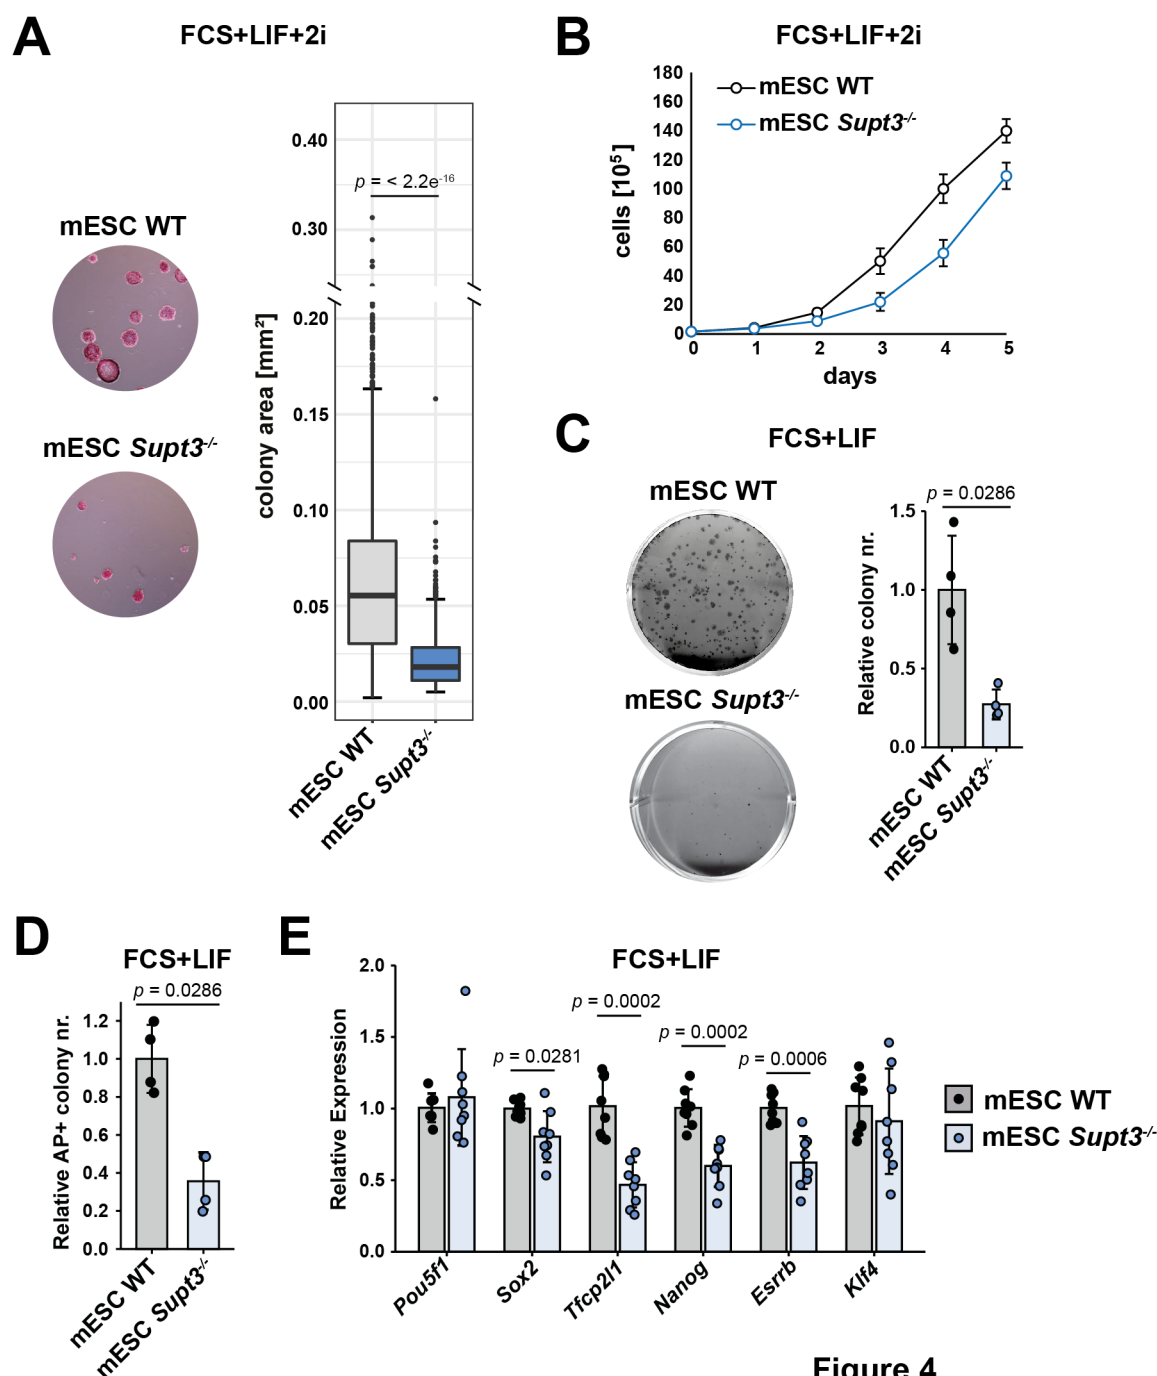 A
FCS+LIF+2i
mESC WT
mESC Supt3-/-
colony area [mm²]
0.40
0.30
0.20
0.15
0.10
0.05
0.00
p = < 2.2e-16
mESC WT
mESC Supt3-/-
B
FCS+LIF+2i
cells [10⁵]
180
160
140
120
100
80
60
40
20
0
mESC WT
mESC Supt3-/-
0 1 2 3 4 5
days
C
FCS+LIF
mESC WT
mESC Supt3-/-
p = 0.0286
Relative colony nr.
1.5
1.0
0.5
0.0
mESC WT
mESC Supt3-/-
D
FCS+LIF
p = 0.0286
Relative AP+ colony nr.
1.2
1.0
0.8
0.6
0.4
0.2
0.0
mESC WT
mESC Supt3-/-
E
FCS+LIF
Relative Expression
2.0
1.5
1.0
0.5
0.0
p = 0.0281
p = 0.0002
p = 0.0002
p = 0.0006
Pou5f1
Sox2
Tfcp2l1
Nanog
Esrrb
Klf4
mESC WT
mESC Supt3-/-
Figure 4